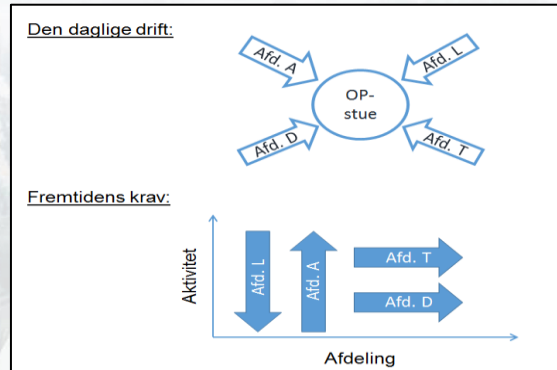 Den daglige drift:
Afd. A
Afd. L
OP-
stue
Afd. D
Afd. T
Fremtidens krav:
Aktivitet
Afd. L
Afd. A
Afd. T
Afd. D
Afdeling